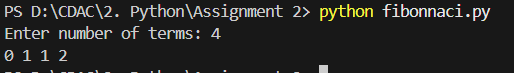 PS D:\CDAC\2. Python\Assignment 2> python fibonnaci.py
Enter number of terms: 4
0 1 1 2